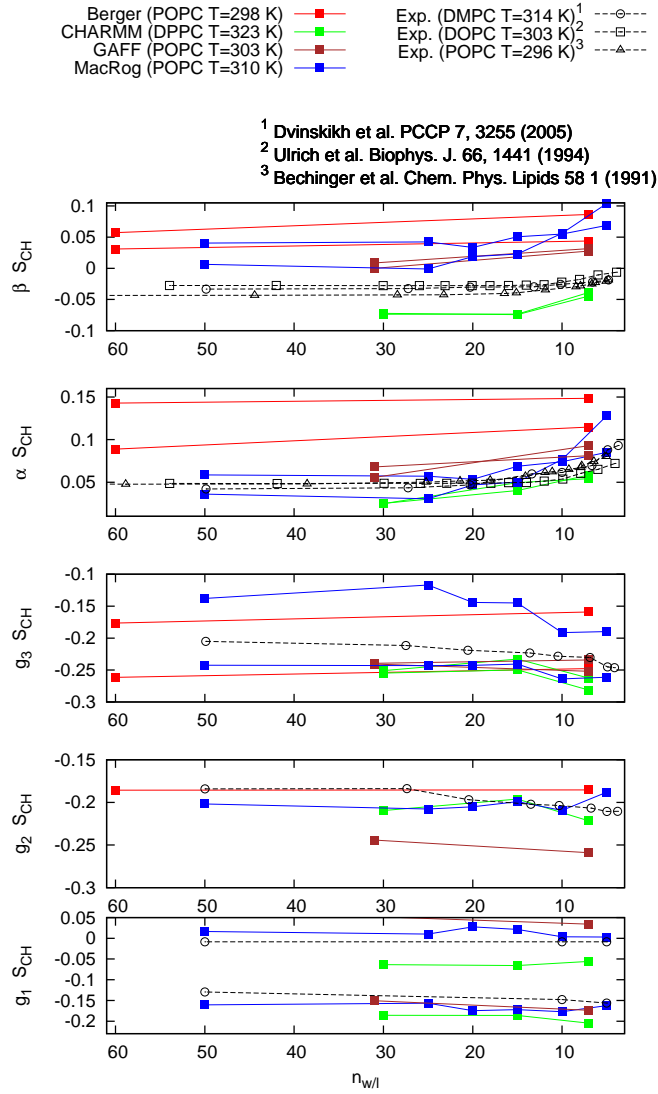 Berger (POPC T=298 K)
CHARMM (DPPC T=323 K)
GAFF (POPC T=303 K)
MacRog (POPC T=310 K)
Exp. (DMPC T=314 K)1
Exp. (DOPC T=303 K)2
Exp. (POPC T=296 K)3
1 Dvinskikh et al. PCCP 7, 3255 (2005)
2 Ulrich et al. Biophys. J. 66, 1441 (1994)
3 Bechinger et al. Chem. Phys. Lipids 58 1 (1991)
β SCH
0.1
0.05
0
-0.05
-0.1
60 50 40 30 20 10
α SCH
0.15
0.1
0.05
60 50 40 30 20 10
g3 SCH
-0.1
-0.15
-0.2
-0.25
-0.3
60 50 40 30 20 10
g2 SCH
-0.15
-0.2
-0.25
-0.3
60 50 40 30 20 10
g1 SCH
0.05
0
-0.05
-0.1
-0.15
-0.2
60 50 40 30 20 10
nw/l